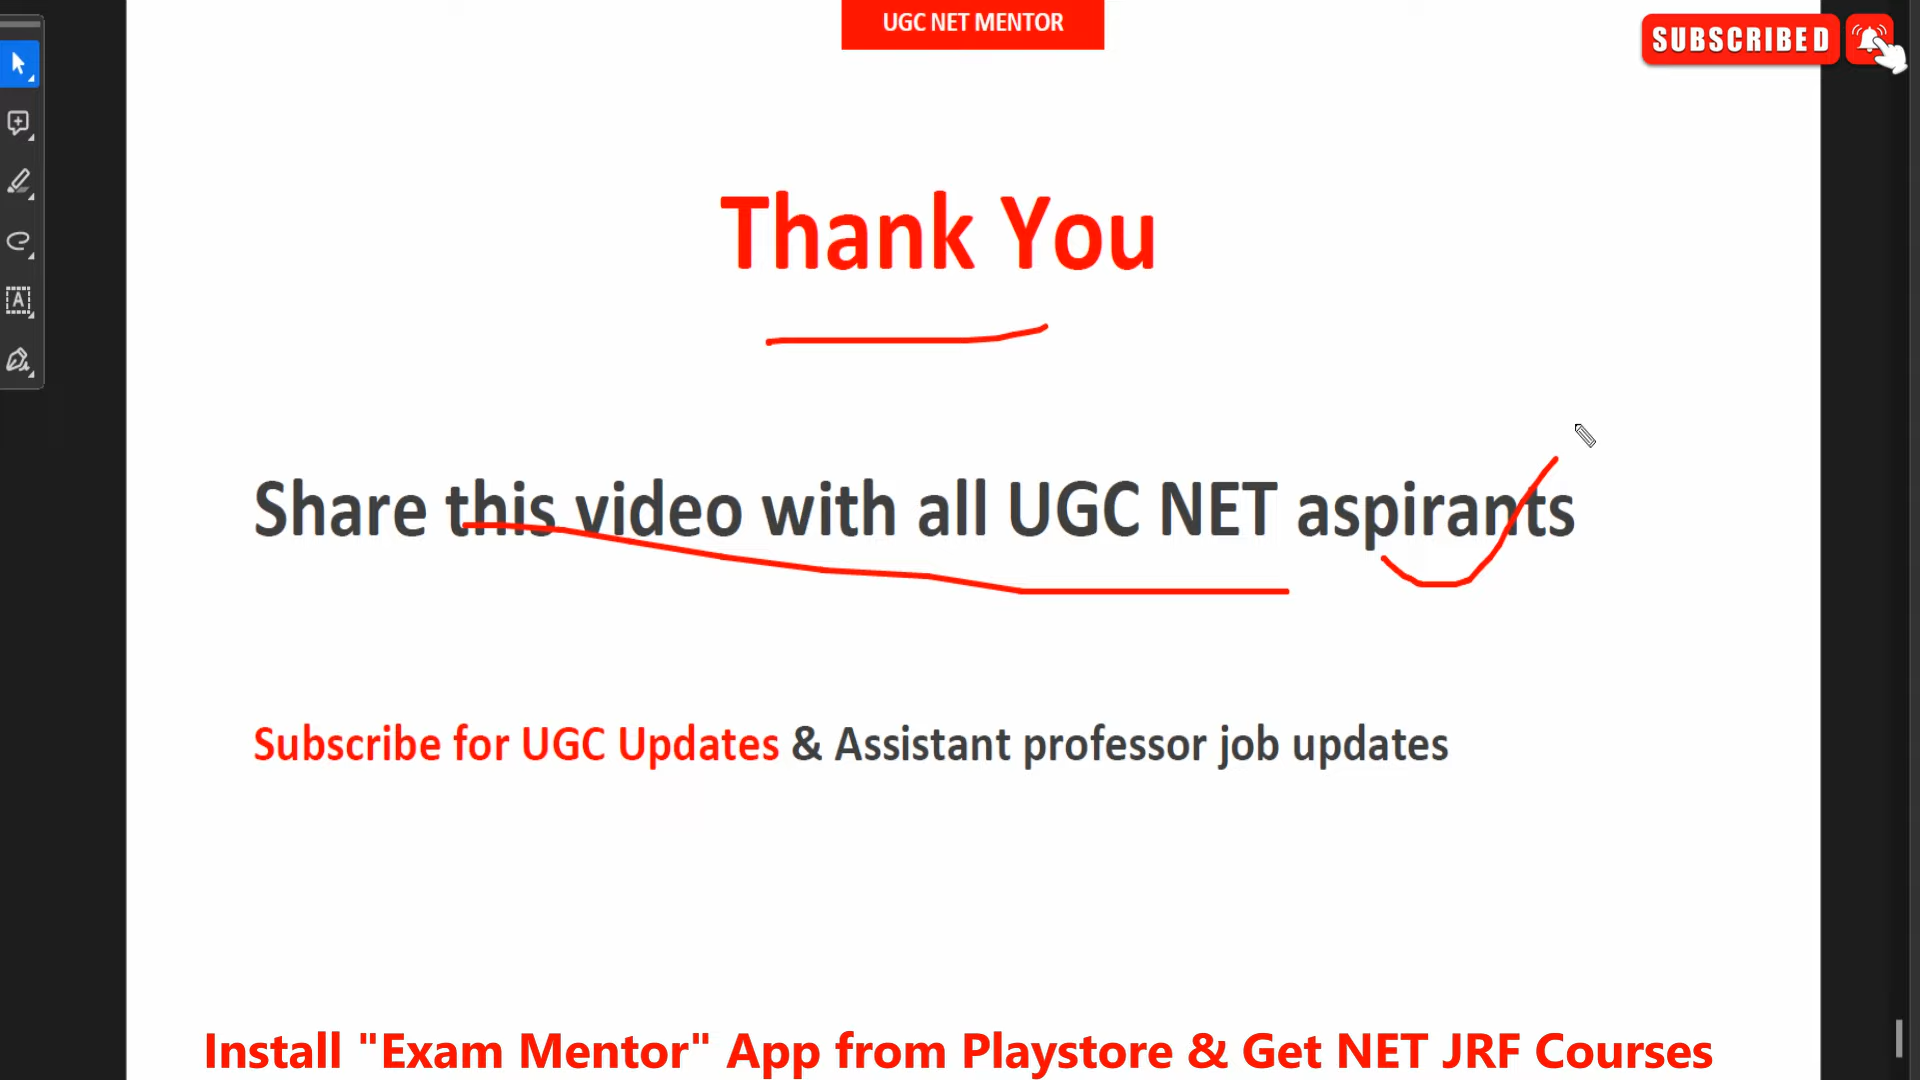 UGC NET MENTOR
SUBSCRIBED
Thank You
Share this video with all UGC NET aspirants
Subscribe for UGC Updates & Assistant professor job updates
Install "Exam Mentor" App from Playstore & Get NET JRF Courses